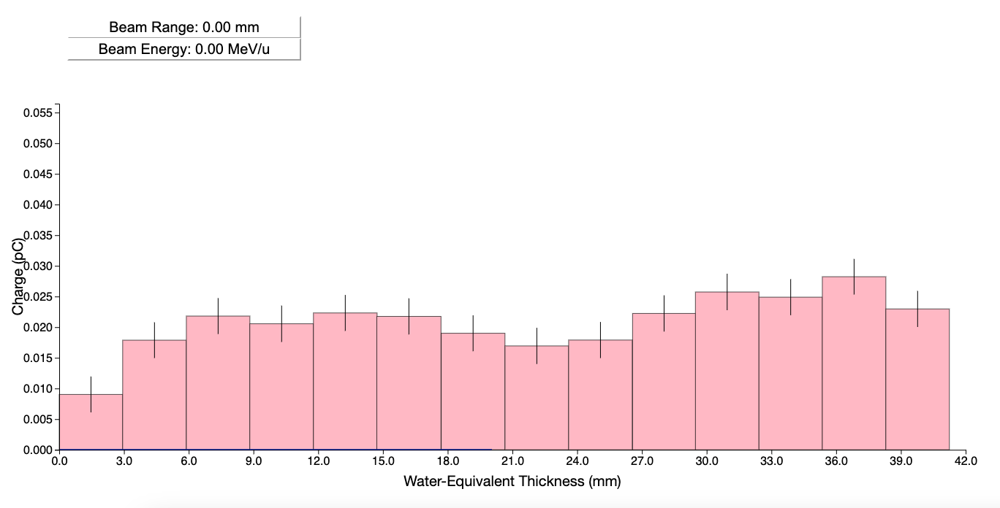 Beam Range: 0.00 mm
Beam Energy: 0.00 MeV/u
0.055
0.050
0.045
0.040
0.035
0.030
0.025
0.020
0.015
0.010
0.005
0.000
Charge (pC)
0.0 3.0 6.0 9.0 12.0 15.0 18.0 21.0 24.0 27.0 30.0 33.0 36.0 39.0 42.0
Water-Equivalent Thickness (mm)